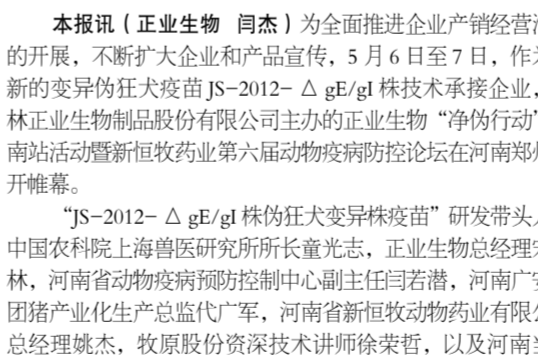 本报讯（正业生物 闫杰）为全面推进企业产销经营
的开展，不断扩大企业和产品宣传，5 月 6 日至 7 日，作
新的变异伪狂犬疫苗 JS-2012- △ gE/gI 株技术承接企业，
林正业生物制品股份有限公司主办的正业生物“净伪行动”
南站活动暨新恒牧药业第六届动物疫病防控论坛在河南郑
开帷幕。
“JS-2012- △ gE/gI 株伪狂犬变异株疫苗”研发带头
中国农科院上海兽医研究所所长童光志，正业生物总经理
林，河南省动物疫病预防控制中心副主任闫若潜，河南广
团猪产业化生产总监代广军，河南省新恒牧动物药业有限
总经理姚杰，牧原股份资深技术讲师徐荣哲，以及河南